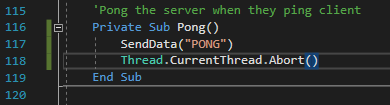 115 'Pong the server when they ping client
116 Private Sub Pong()
117 SendData("PONG")
118 Thread.CurrentThread.Abort()
119 End Sub
120